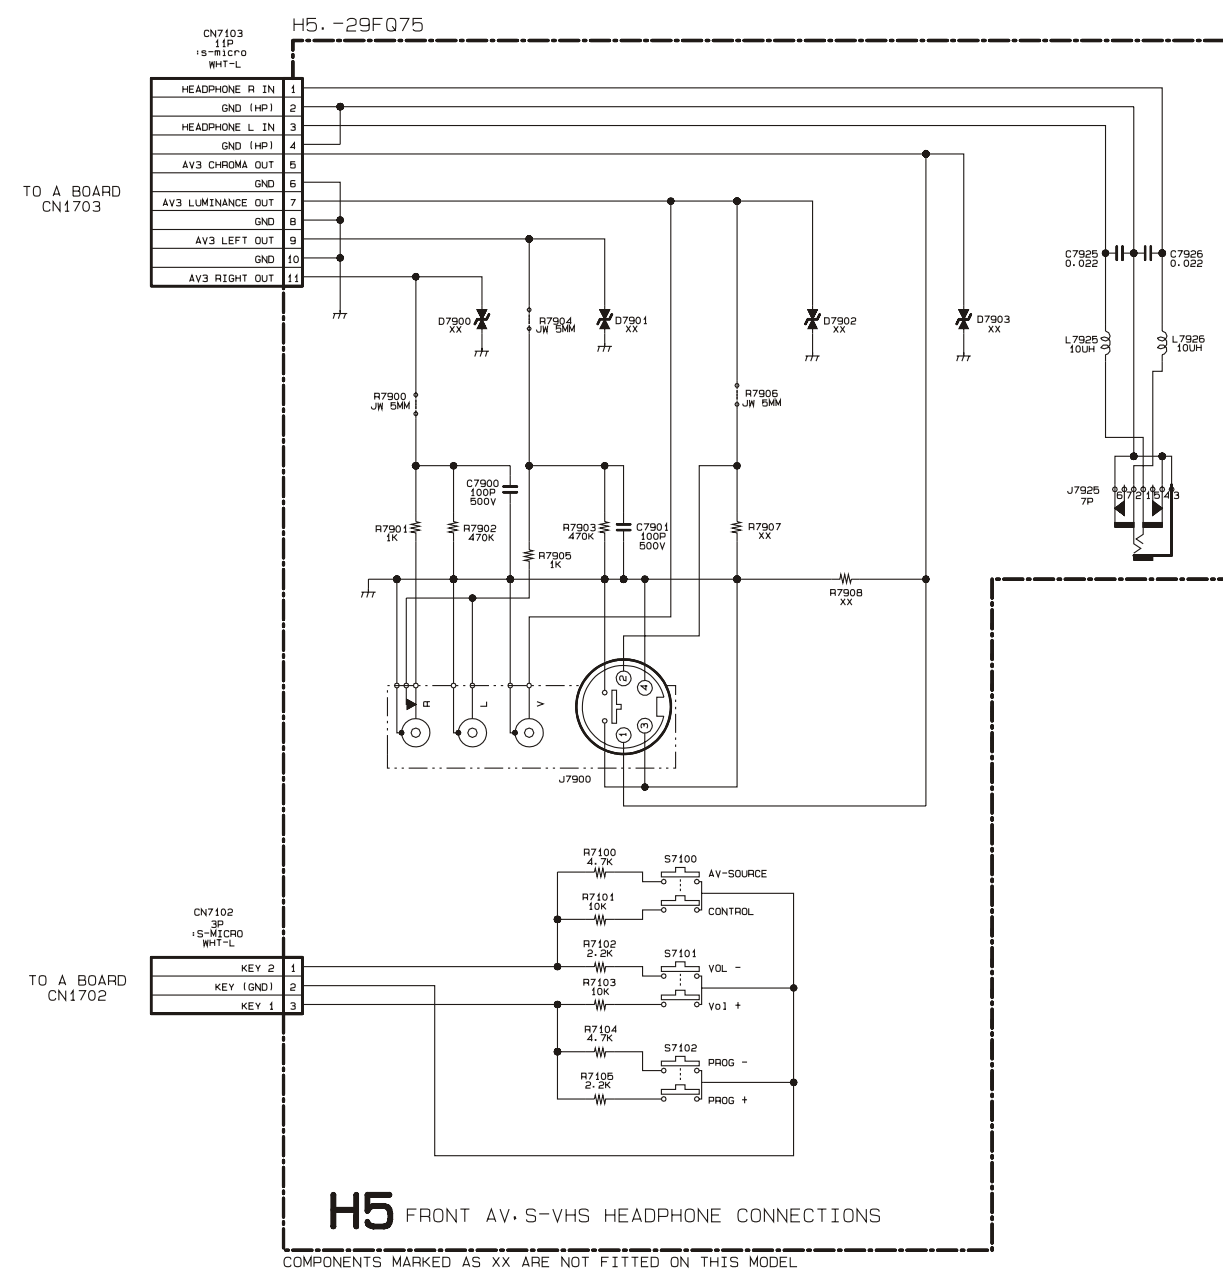 H5.-29FQ75
CN7103
11P
:S-micro
WHT-L
HEADPHONE R IN 1
GND (HP) 2
HEADPHONE L IN 3
GND (HP) 4
AV3 CHROMA OUT 5
GND 6
AV3 LUMINANCE OUT 7
GND 8
AV3 LEFT OUT 9
GND 10
AV3 RIGHT OUT 11
TO A BOARD
CN1703
C7925
0.022
C7926
0.022
D7900
XX
R7904
JW 5MM
D7901
XX
D7902
XX
D7903
XX
L7925
10UH
L7926
10UH
R7900
JW 5MM
R7906
JW 5MM
C7900
100P
500V
J7925
7P
6 7 2 1 5 4 3
R7901
1K
R7902
470K
R7903
470K
C7901
100P
500V
R7907
XX
R7905
1K
R7908
XX
R
L
V
2
4
1
3
J7900
R7100
4.7K
S7100
AV-SOURCE
R7101
10K
CONTROL
CN7102
3P
:S-MICRO
WHT-L
R7102
2.2K
S7101
VOL -
KEY 2 1
KEY (GND) 2
KEY 1 3
TO A BOARD
CN1702
R7103
10K
Vol +
R7104
4.7K
S7102
PROG -
R7105
2.2K
PROG +
H5 FRONT AV,S-VHS HEADPHONE CONNECTIONS
COMPONENTS MARKED AS XX ARE NOT FITTED ON THIS MODEL